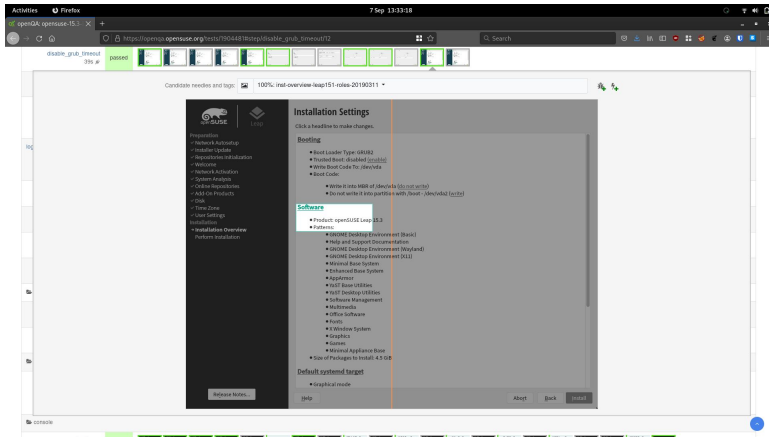 Activities Firefox 7 Sep 13:33:18
openQA: opensuse-15.3-
https://openqa.opensuse.org/tests/1904481#step/disable_grub_timeout/12 Search
disable_grub_timeout passed
39s
Candidate needles and tags: 100%: inst-overview-leap151-roles-20190311
openSUSE LEAP
Preparation
Network Autosetup
Installer Update
Repositories Initialization
Welcome
Network Activation
System Analysis
Online Repositories
Add-On Products
Disk
Time Zone
User Settings
Installation
Installation Overview
Perform Installation
Release Notes...
Installation Settings
Click a headline to make changes.
Booting
Boot Loader Type: GRUB2
Trusted Boot: disabled (enable)
Write Boot Code To: /dev/vda
Boot Code:
Write it into MBR of /dev/vda (do not write)
Do not write it into partition with /boot - /dev/vda2 (write)
Software
Product: openSUSE Leap 15.3
Patterns:
GNOME Desktop Environment (Basic)
Help and Support Documentation
GNOME Desktop Environment (Wayland)
GNOME Desktop Environment (X11)
Minimal Base System
Enhanced Base System
AppArmor
YaST Base Utilities
YaST Desktop Utilities
Software Management
Multimedia
Office Software
Fonts
X Window System
Graphics
Games
Minimal Appliance Base
Size of Packages to Install: 4.5 GiB
Default systemd target
Graphical mode
Help Abort Back Install
console